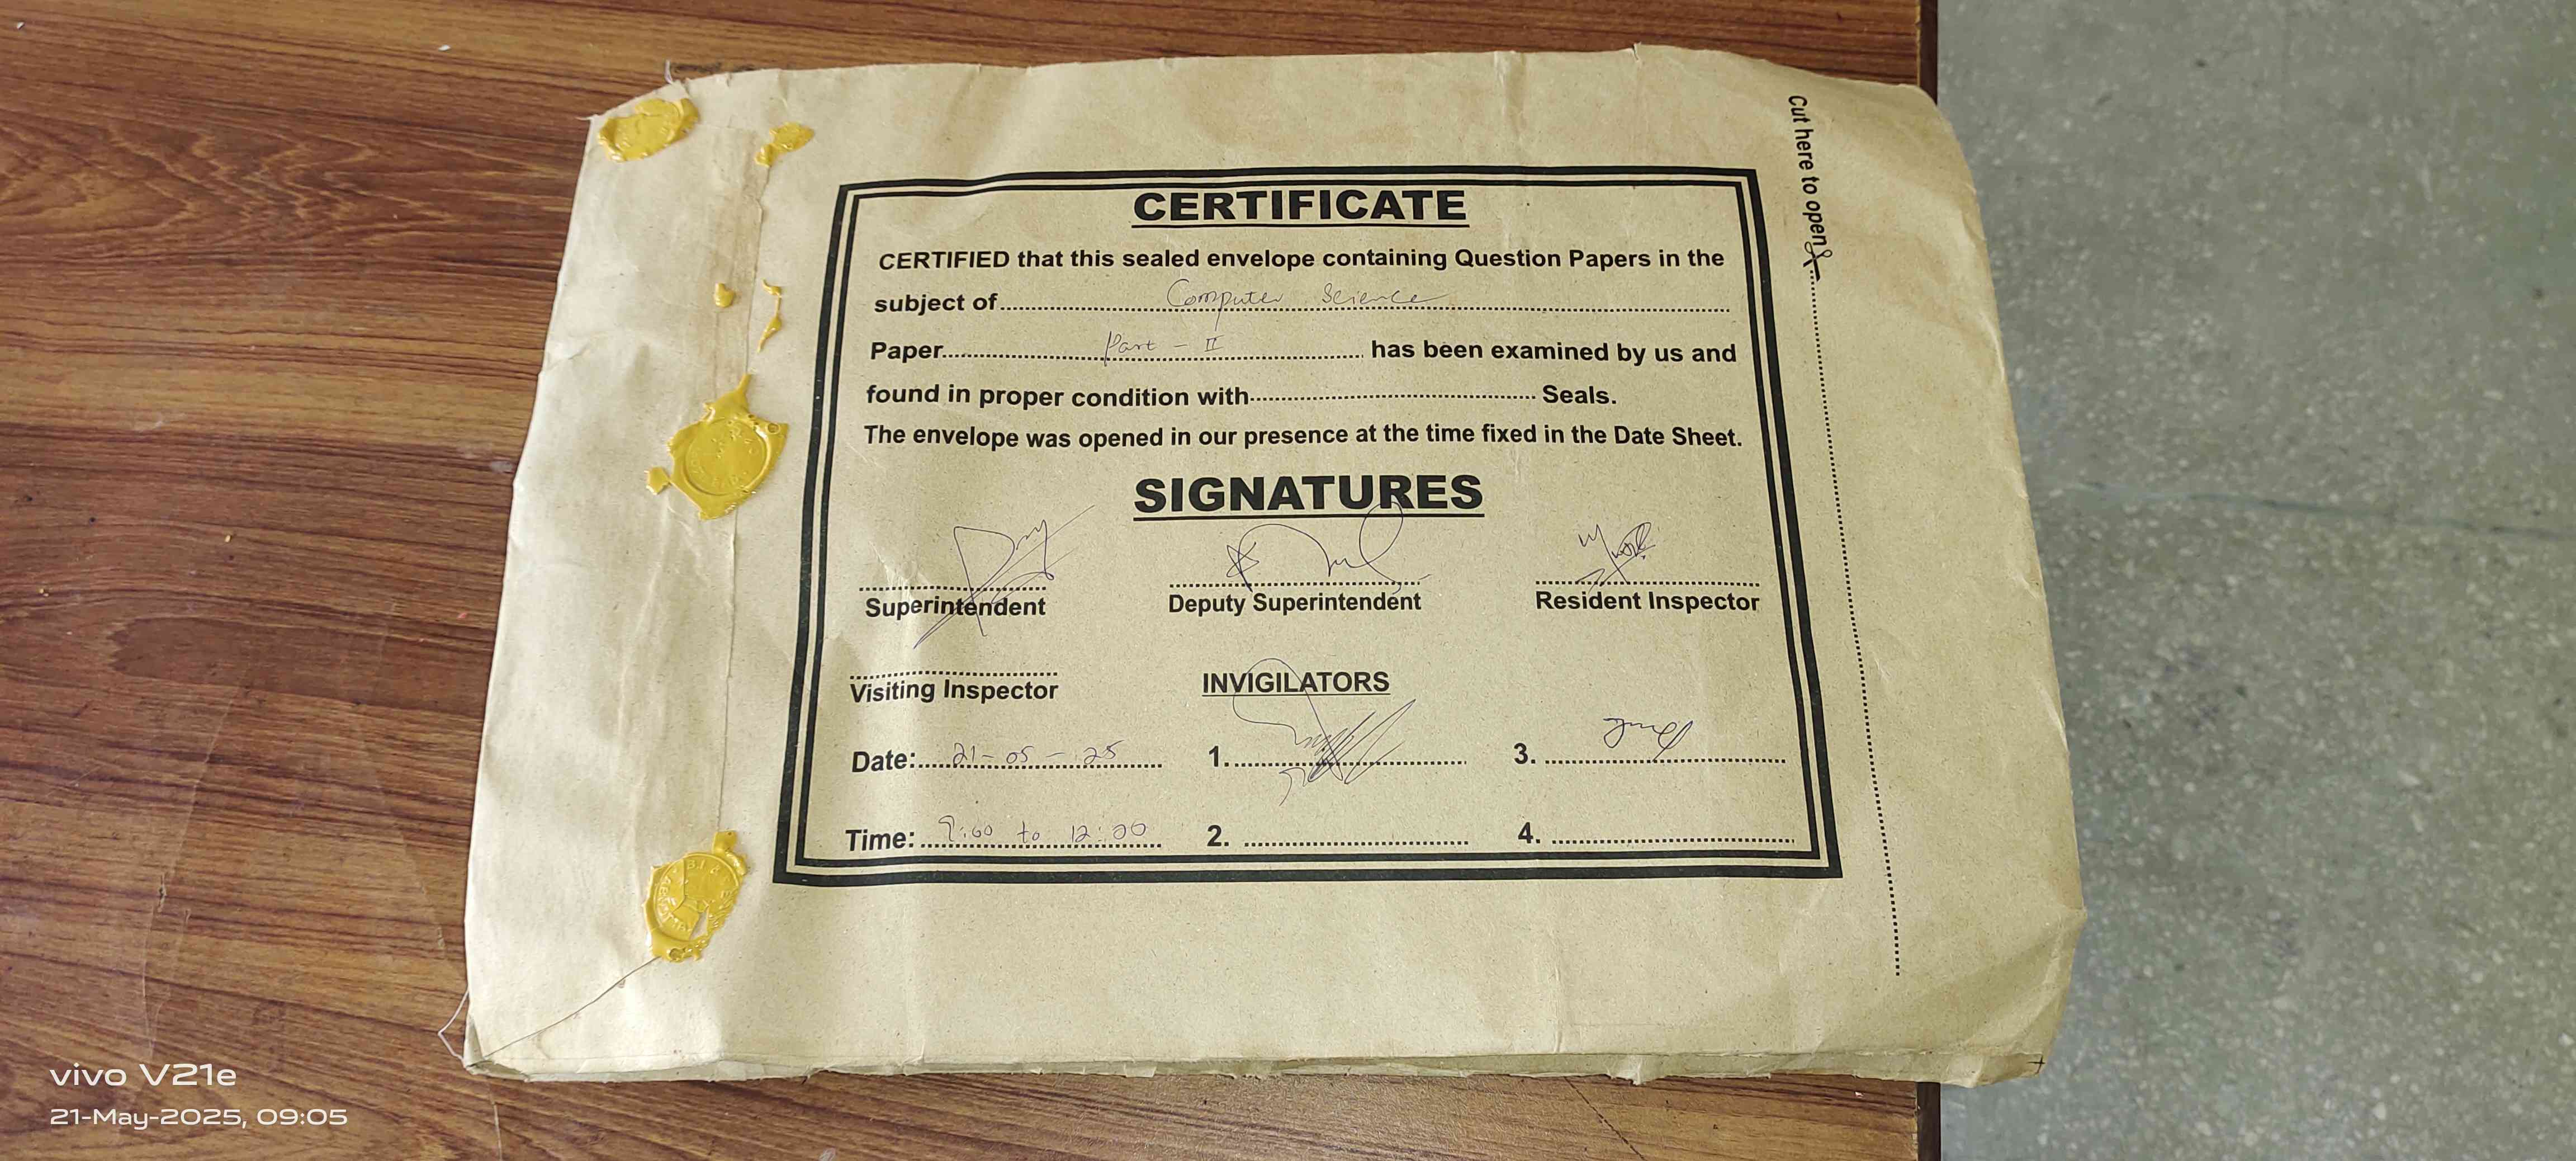 Cut here to open
CERTIFICATE
CERTIFIED that this sealed envelope containing Question Papers in the
subject of Computer Science
Paper Part - II has been examined by us and
found in proper condition with Seals.
The envelope was opened in our presence at the time fixed in the Date Sheet.
SIGNATURES
Superintendent Deputy Superintendent Resident Inspector
Visiting Inspector INVIGILATORS
Date: 21-05-25 1. 3.
Time: 9:00 to 12:00 2. 4.
vivo V21e
21-May-2025, 09:05